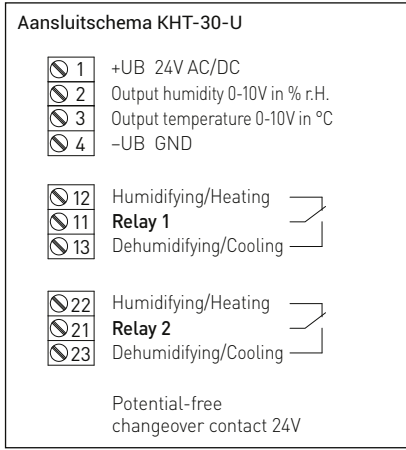 Aansluitschema KHT-30-U
1 +UB 24V AC/DC
2 Output humidity 0-10V in % r.H.
3 Output temperature 0-10V in °C
4 –UB GND
12 Humidifying/Heating
11 Relay 1
13 Dehumidifying/Cooling
22 Humidifying/Heating
21 Relay 2
23 Dehumidifying/Cooling
Potential-free
changeover contact 24V